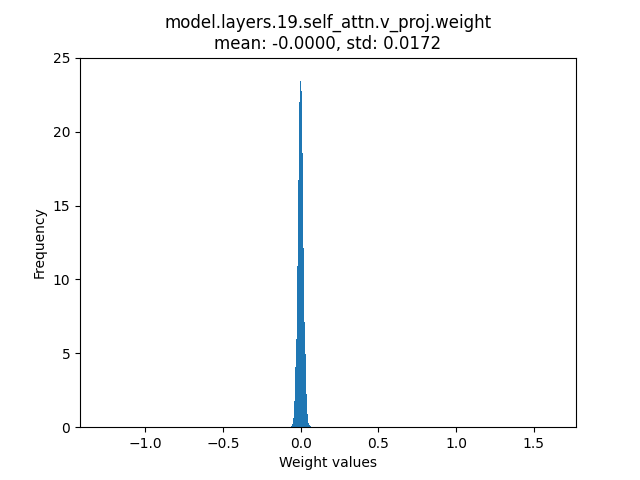 model.layers.19.self_attn.v_proj.weight
mean: -0.0000, std: 0.0172
25
20
15
10
5
0
Frequency
−1.0 −0.5 0.0 0.5 1.0 1.5
Weight values